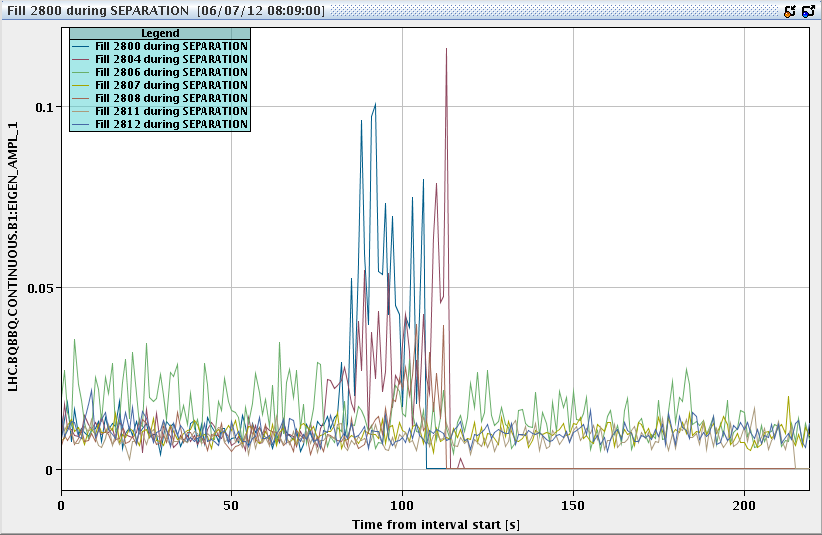 Fill 2800 during SEPARATION [06/07/12 08:09:00]
Legend
Fill 2800 during SEPARATION
Fill 2804 during SEPARATION
Fill 2806 during SEPARATION
Fill 2807 during SEPARATION
Fill 2808 during SEPARATION
Fill 2811 during SEPARATION
Fill 2812 during SEPARATION
LHC.BQBBQ.CONTINUOUS.B1:EIGEN_AMPL_1
0.1
0.05
0
0 50 100 150 200
Time from interval start [s]